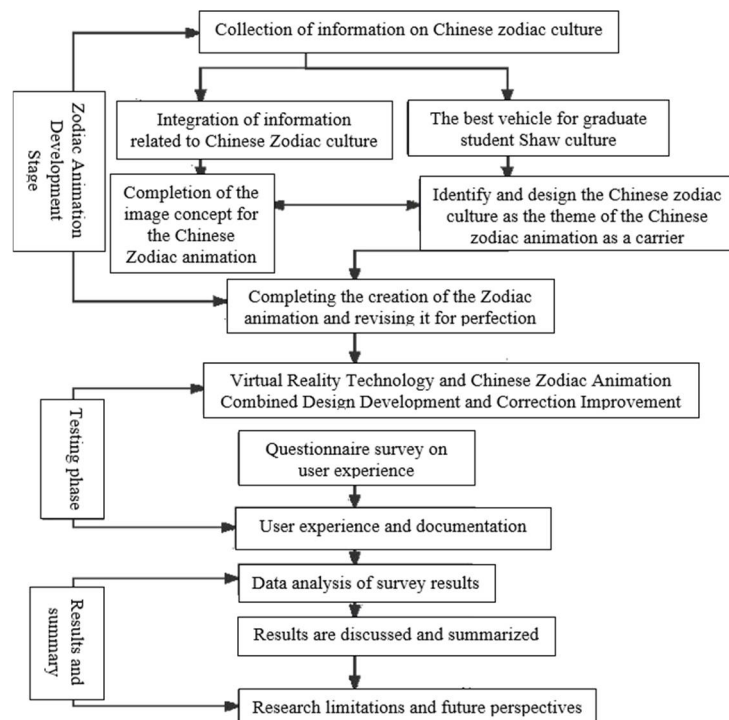 Collection of information on Chinese zodiac culture
Zodiac Animation
Development
Stage
Integration of information
related to Chinese Zodiac culture
The best vehicle for graduate
student Shaw culture
Completion of the
image concept for
the Chinese
Zodiac animation
Identify and design the Chinese zodiac
culture as the theme of the Chinese
zodiac animation as a carrier
Completing the creation of the Zodiac
animation and revising it for perfection
Virtual Reality Technology and Chinese Zodiac Animation
Combined Design Development and Correction Improvement
Testing phase
Questionnaire survey on
user experience
User experience and documentation
Data analysis of survey results
Results and
summary
Results are discussed and summarized
Research limitations and future perspectives